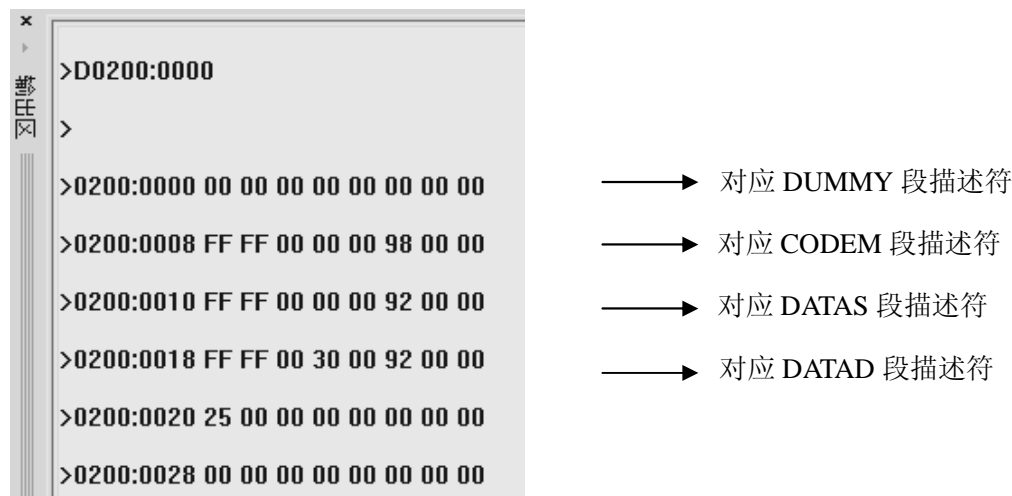 ×
输出区
>D0200:0000
>
>0200:0000 00 00 00 00 00 00 00 00
对应 DUMMY 段描述符
>0200:0008 FF FF 00 00 00 98 00 00
对应 CODEM 段描述符
>0200:0010 FF FF 00 00 00 92 00 00
对应 DATAS 段描述符
>0200:0018 FF FF 00 30 00 92 00 00
对应 DATAD 段描述符
>0200:0020 25 00 00 00 00 00 00 00
>0200:0028 00 00 00 00 00 00 00 00